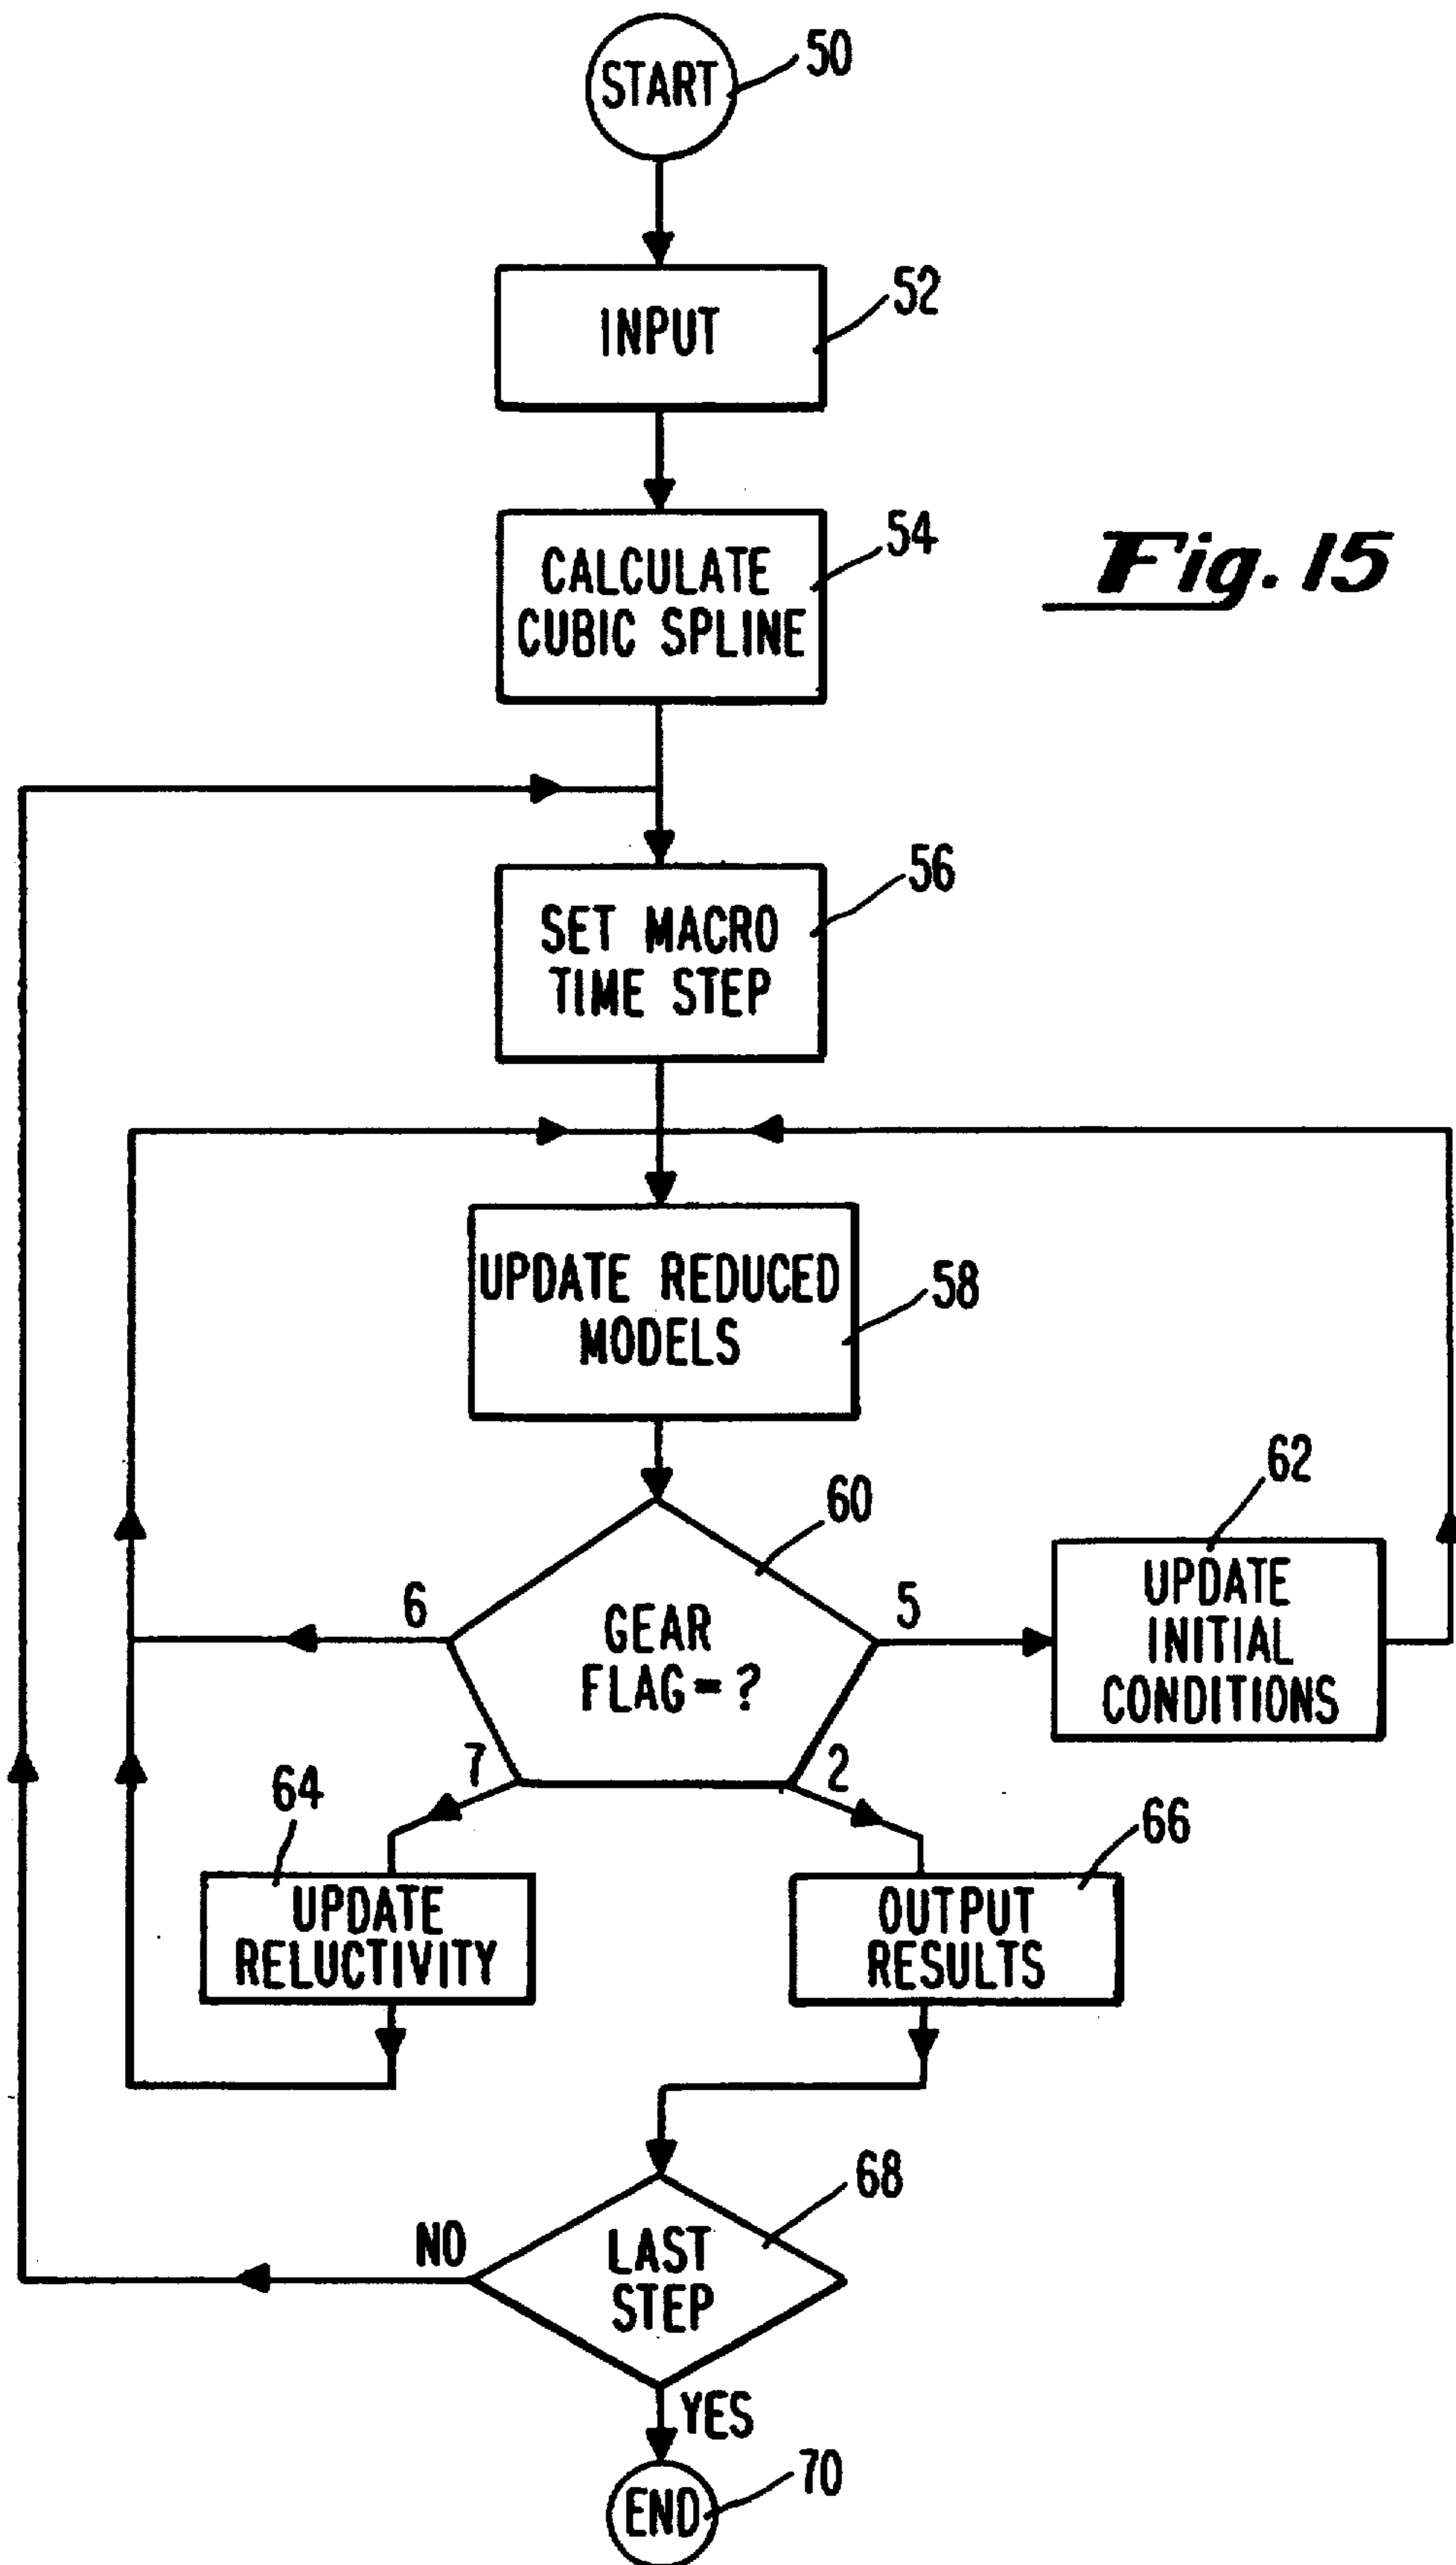 START
50
INPUT
52
CALCULATE
CUBIC SPLINE
54
Fig. 15
SET MACRO
TIME STEP
56
UPDATE REDUCED
MODELS
58
GEAR
FLAG = ?
60
6
5
7
2
UPDATE
INITIAL
CONDITIONS
62
UPDATE
RELUCTIVITY
64
OUTPUT
RESULTS
66
LAST
STEP
68
NO
YES
END
70